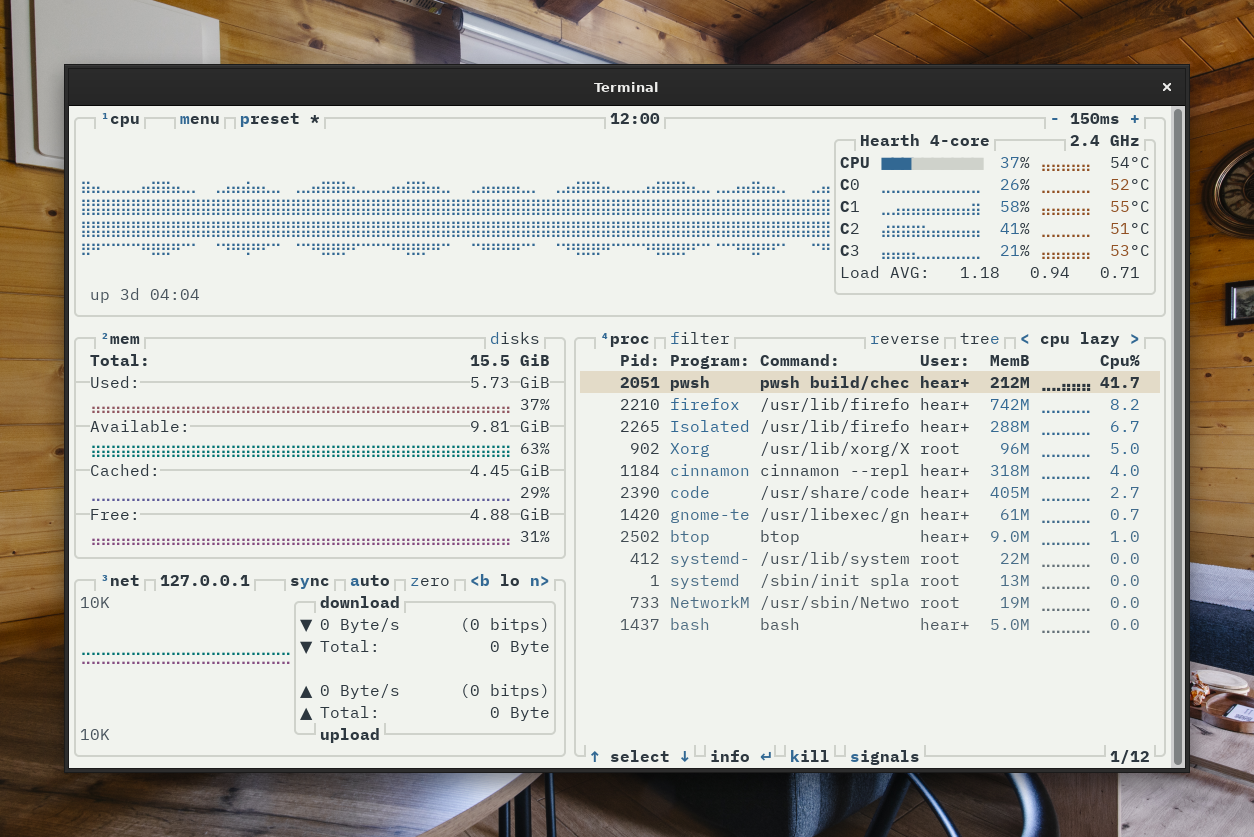 Terminal ×
¹cpu menu preset * 12:00 - 150ms +
Hearth 4-core 2.4 GHz
CPU 37% 54°C
C0 26% 52°C
C1 58% 55°C
C2 41% 51°C
C3 21% 53°C
Load AVG: 1.18 0.94 0.71
up 3d 04:04
²mem disks
Total: 15.5 GiB
Used: 5.73 GiB
37%
Available: 9.81 GiB
63%
Cached: 4.45 GiB
29%
Free: 4.88 GiB
31%
³net 127.0.0.1 sync auto zero <b lo n>
10K
download
▼ 0 Byte/s (0 bitps)
▼ Total: 0 Byte
▲ 0 Byte/s (0 bitps)
▲ Total: 0 Byte
10K
upload
⁴proc filter reverse tree < cpu lazy >
Pid: Program: Command: User: MemB Cpu%
2051 pwsh pwsh build/chec hear+ 212M 41.7
2210 firefox /usr/lib/firefo hear+ 742M 8.2
2265 Isolated /usr/lib/firefo hear+ 288M 6.7
902 Xorg /usr/lib/xorg/X root 96M 5.0
1184 cinnamon cinnamon --repl hear+ 318M 4.0
2390 code /usr/share/code hear+ 405M 2.7
1420 gnome-te /usr/libexec/gn hear+ 61M 0.7
2502 btop btop hear+ 9.0M 1.0
412 systemd- /usr/lib/system root 22M 0.0
1 systemd /sbin/init spla root 13M 0.0
733 NetworkM /usr/sbin/Netwo root 19M 0.0
1437 bash bash hear+ 5.0M 0.0
↑ select ↓ info ↵ kill signals 1/12